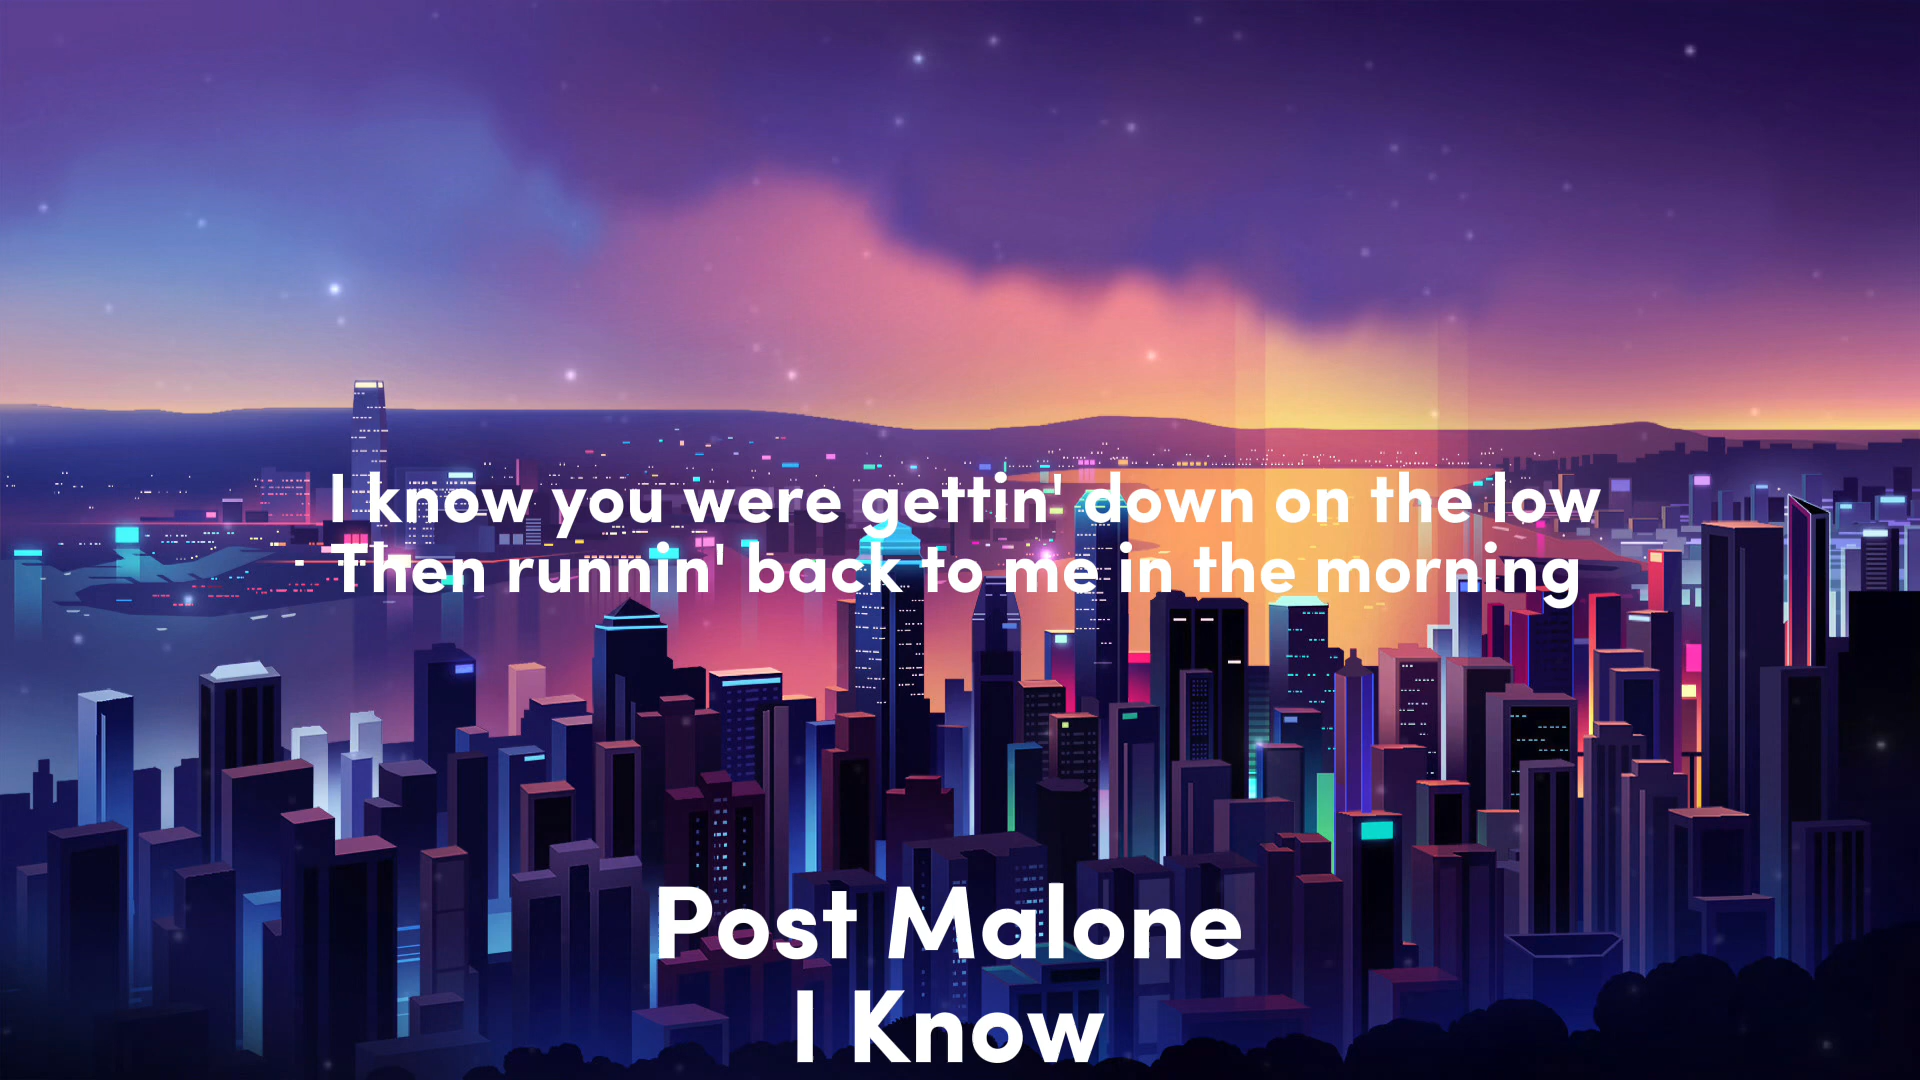 I know you were gettin' down on the low
Then runnin' back to me in the morning
Post Malone
I Know